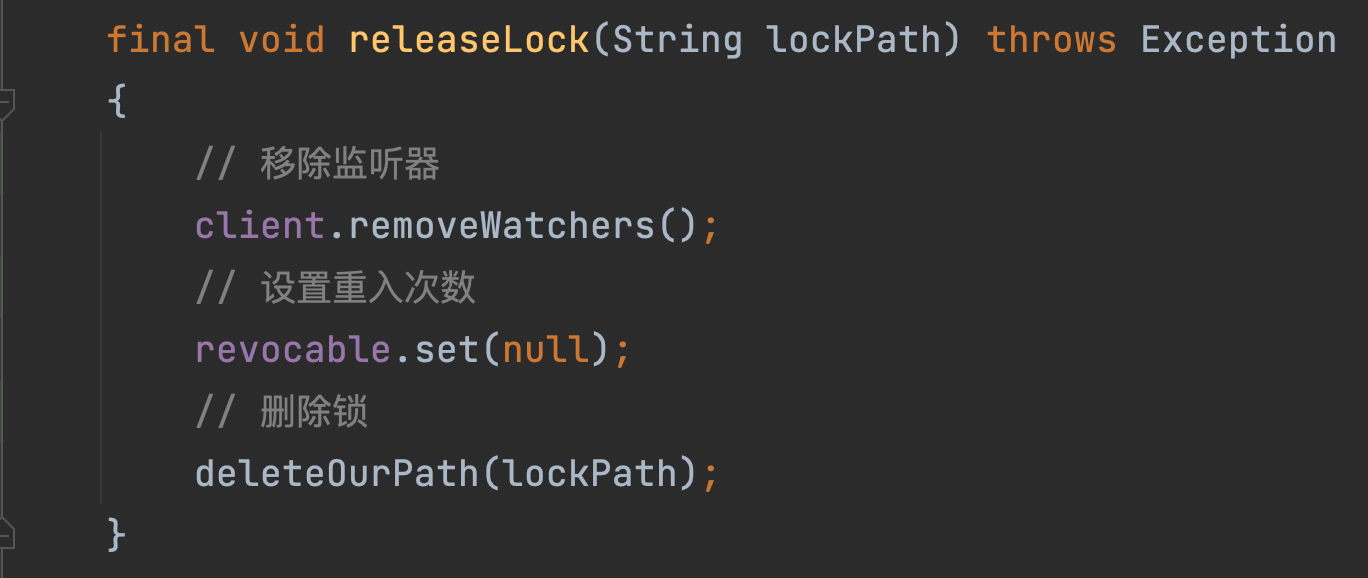 final void releaseLock(String lockPath) throws Exception
{
// 移除监听器
client.removeWatchers();
// 设置重入次数
revocable.set(null);
// 删除锁
deleteOurPath(lockPath);
}